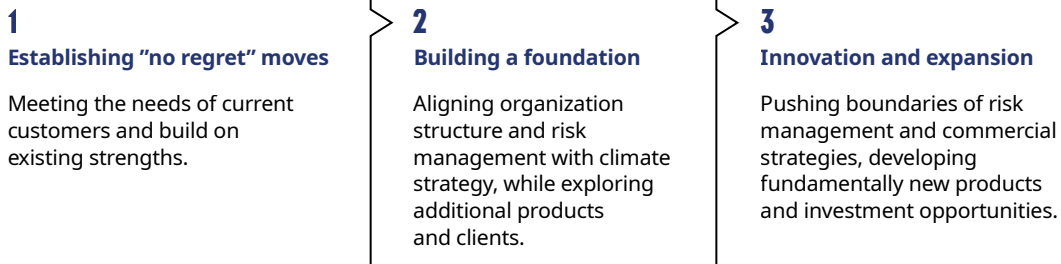 1
Establishing ”no regret” moves
Meeting the needs of current
customers and build on
existing strengths.
2
Building a foundation
Aligning organization
structure and risk
management with climate
strategy, while exploring
additional products
and clients.
3
Innovation and expansion
Pushing boundaries of risk
management and commercial
strategies, developing
fundamentally new products
and investment opportunities.